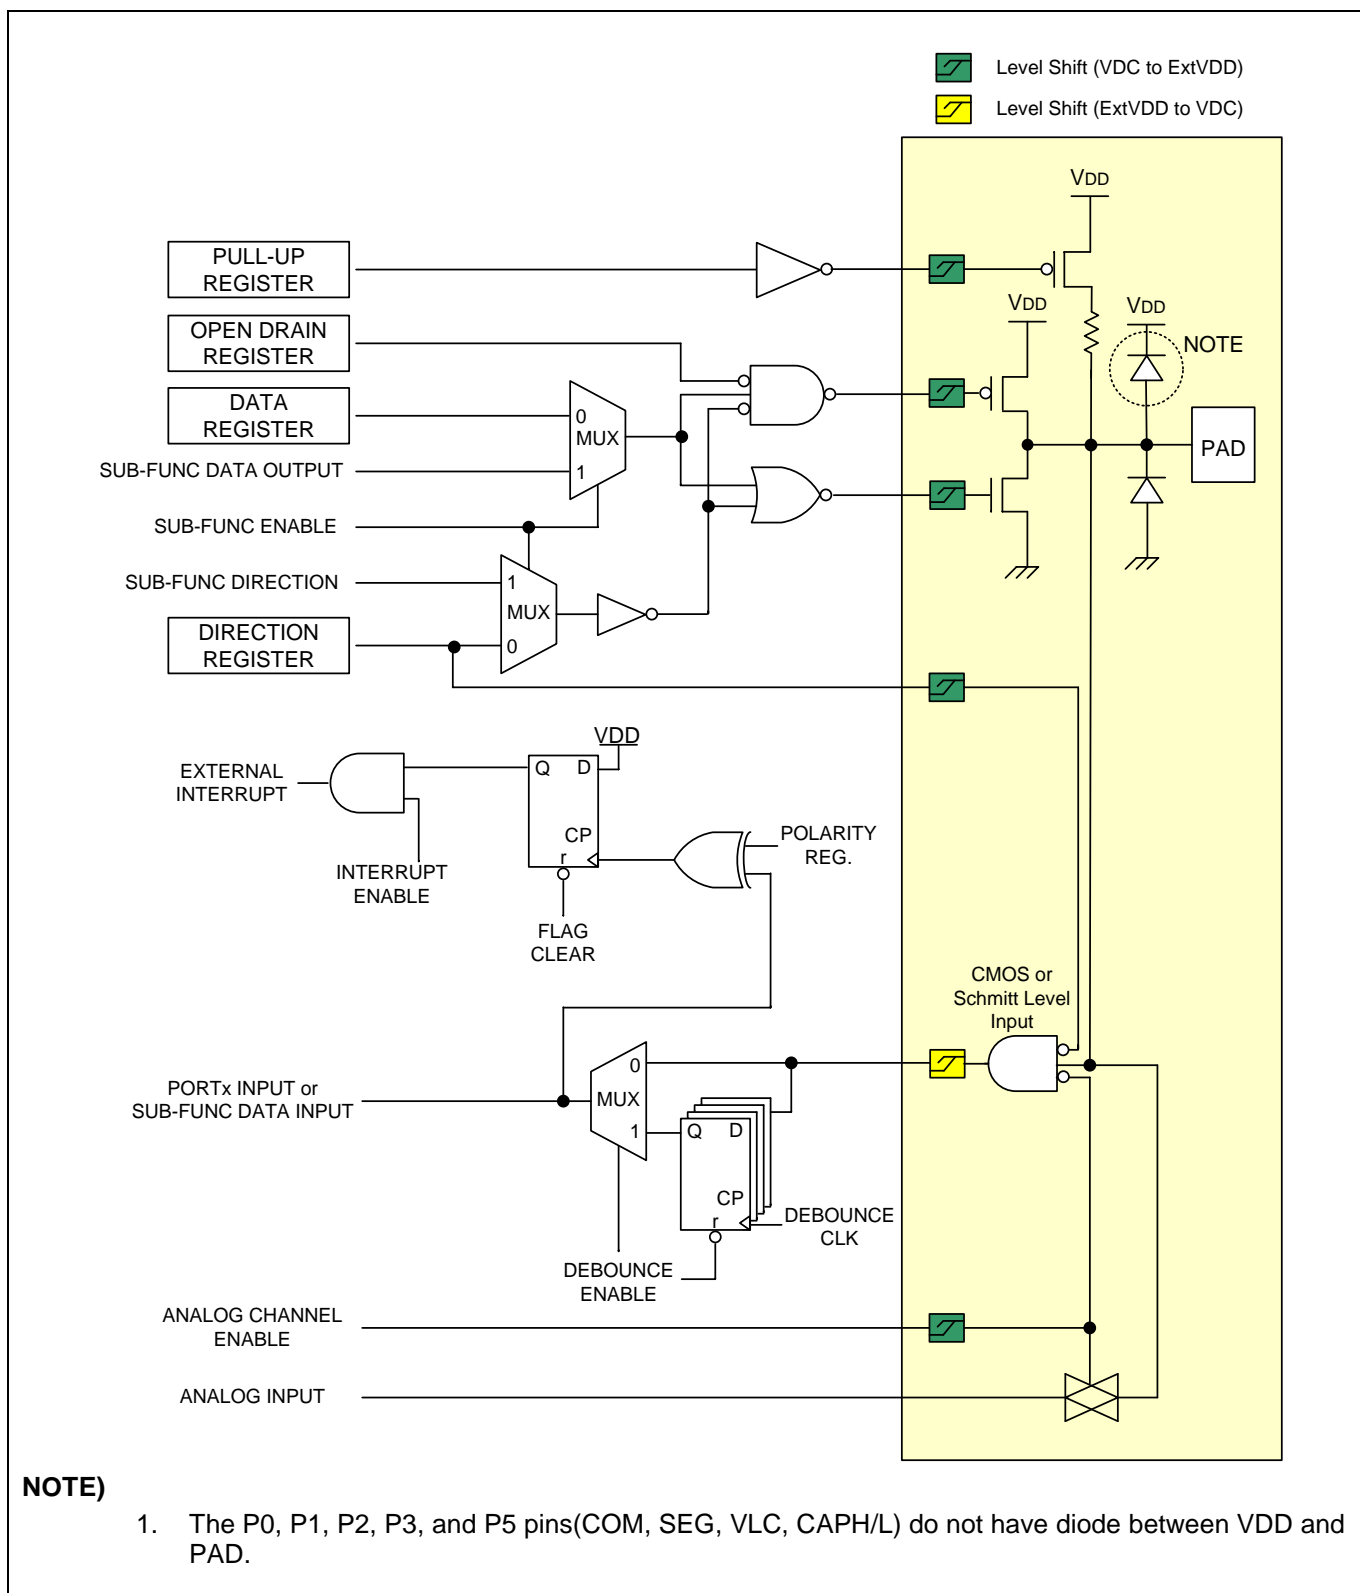 Level Shift (VDC to ExtVDD)
Level Shift (ExtVDD to VDC)
VDD
PULL-UP
REGISTER
VDD
VDD
OPEN DRAIN
REGISTER
NOTE
DATA
REGISTER
0
MUX
1
PAD
SUB-FUNC DATA OUTPUT
SUB-FUNC ENABLE
SUB-FUNC DIRECTION
1
MUX
0
DIRECTION
REGISTER
VDD
EXTERNAL
INTERRUPT
Q D
CP
r
POLARITY
REG.
INTERRUPT
ENABLE
FLAG
CLEAR
CMOS or
Schmitt Level
Input
PORTx INPUT or
SUB-FUNC DATA INPUT
0
MUX
1
Q D
CP
r
DEBOUNCE
CLK
DEBOUNCE
ENABLE
ANALOG CHANNEL
ENABLE
ANALOG INPUT
NOTE)
1. The P0, P1, P2, P3, and P5 pins(COM, SEG, VLC, CAPH/L) do not have diode between VDD and
PAD.